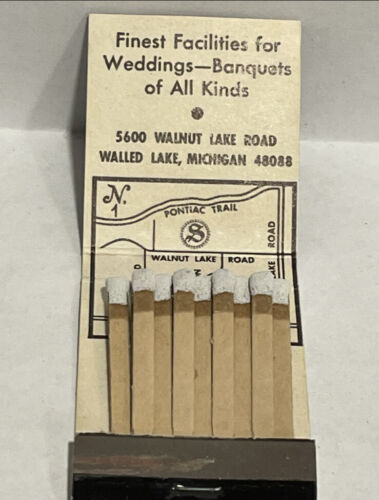 Finest Facilities for
Weddings—Banquets
of All Kinds
5600 WALNUT LAKE ROAD
WALLED LAKE, MICHIGAN 48088
N.
1
PONTIAC TRAIL
S
WALNUT LAKE ROAD
ROAD